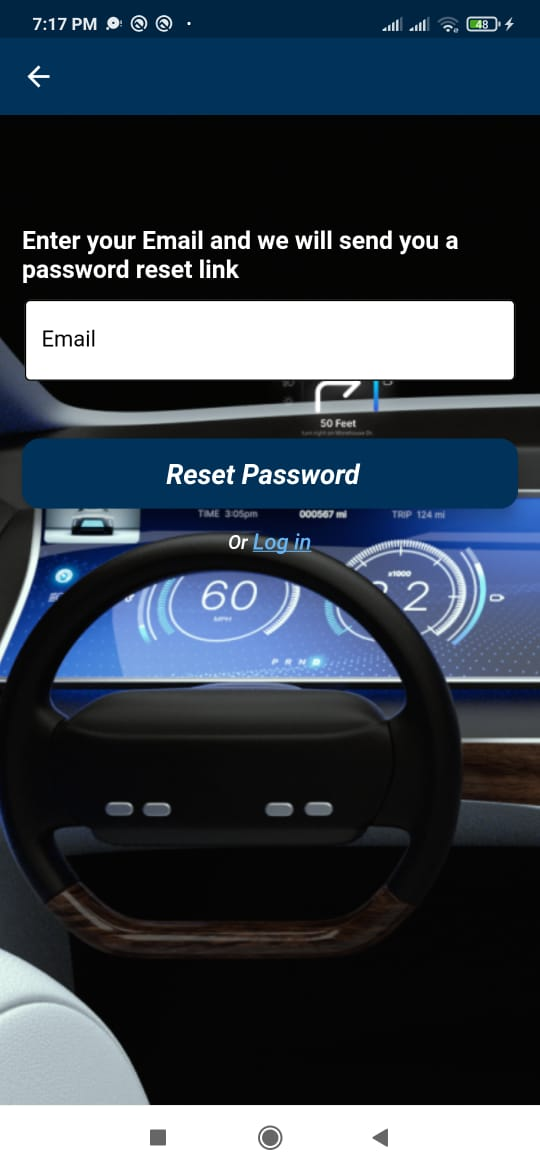 7:17 PM
48
Enter your Email and we will send you a
password reset link
Email
50 Feet
Reset Password
TIME 3:05pm
000567 mi
TRIP 124 mi
Or Log in
x1000
60
2
MPH
P R N D